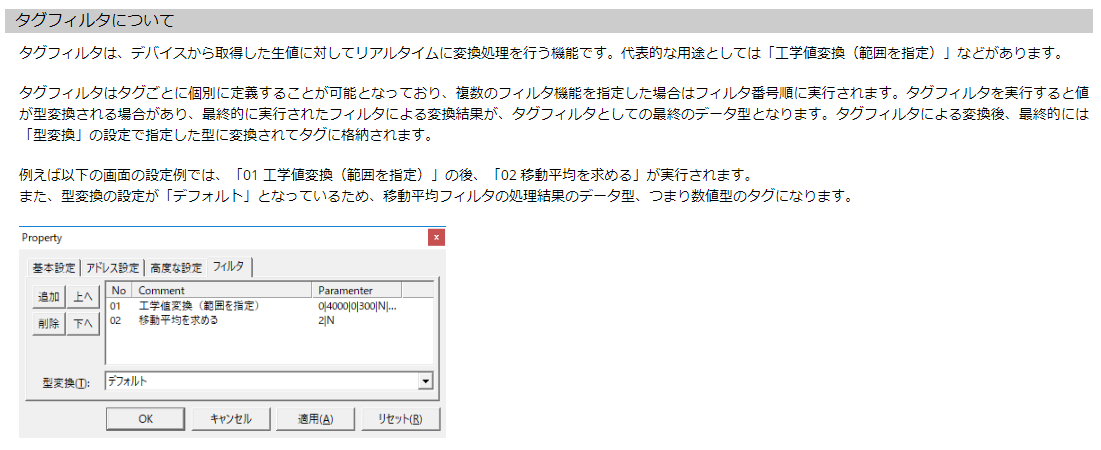 タグフィルタについて
タグフィルタは、デバイスから取得した生値に対してリアルタイムに変換処理を行う機能です。代表的な用途としては「工学値変換（範囲を指定）」などがあります。
タグフィルタはタグごとに個別に定義することが可能となっており、複数のフィルタ機能を指定した場合はフィルタ番号順に実行されます。タグフィルタを実行すると値
が型変換される場合があり、最終的に実行されたフィルタによる変換結果が、タグフィルタとしての最終のデータ型となります。タグフィルタによる変換後、最終的には
「型変換」の設定で指定した型に変換されてタグに格納されます。
例えば以下の画面の設定例では、「01 工学値変換（範囲を指定）」の後、「02 移動平均を求める」が実行されます。
また、型変換の設定が「デフォルト」となっているため、移動平均フィルタの処理結果のデータ型、つまり数値型のタグになります。
Property x
基本設定 アドレス設定 高度な設定 フィルタ
追加 上へ No Comment Paramenter
01 工学値変換（範囲を指定） 0|4000|0|300|N|...
削除 下へ 02 移動平均を求める 2|N
型変換(T): デフォルト
OK キャンセル 適用(A) リセット(R)